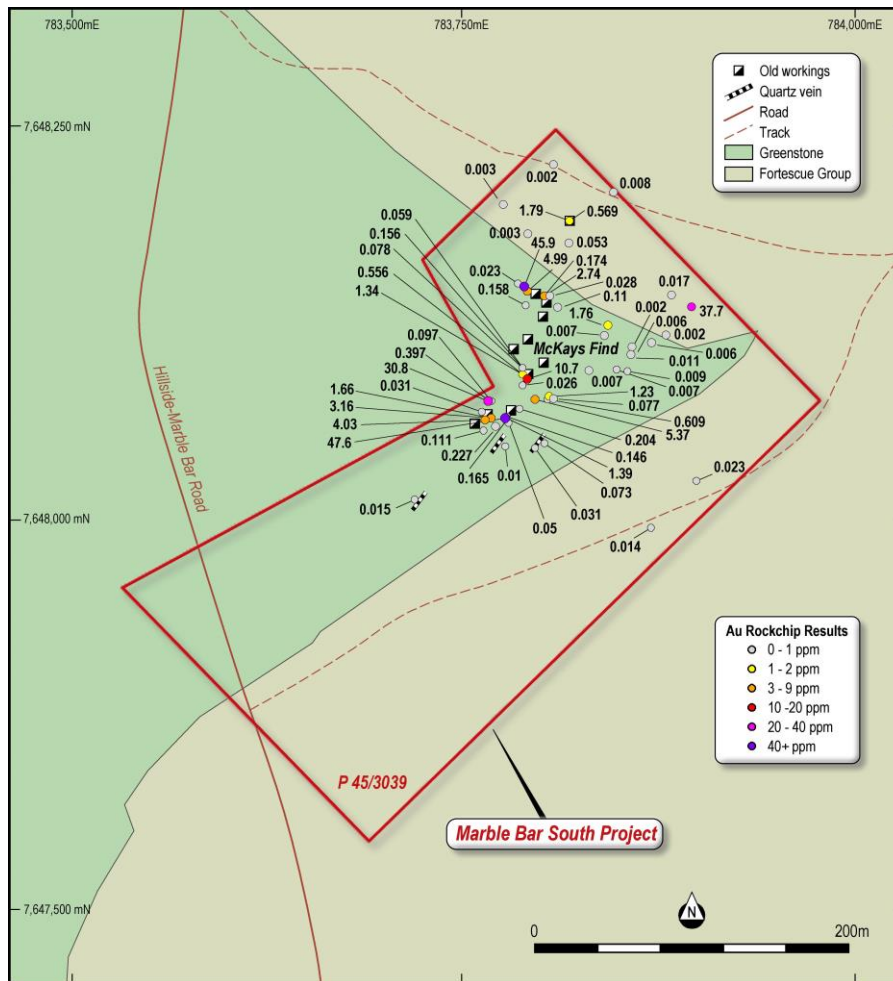 783,500mE
783,750mE
784,000mE
7,648,250 mN
7,648,000 mN
7,647,500 mN
Old workings
Quartz vein
Road
Track
Greenstone
Fortescue Group
0.003
0.002
0.008
1.79
0.569
0.059
0.156
0.078
0.556
1.34
0.003
0.053
45.9
4.99
0.174
2.74
0.023
0.028
0.017
0.158
0.11
0.002
37.7
1.76
0.006
0.007
0.002
McKays Find
0.006
0.011
0.097
0.397
30.8
0.031
10.7
0.026
0.007
0.009
0.007
1.23
0.077
1.66
3.16
4.03
47.6
0.609
5.37
0.111
0.204
0.227
0.146
0.165
0.01
1.39
0.073
0.023
0.015
0.031
0.05
0.014
Hillside-Marble Bar Road
Au Rockchip Results
0 - 1 ppm
1 - 2 ppm
3 - 9 ppm
10 -20 ppm
20 - 40 ppm
40+ ppm
P 45/3039
Marble Bar South Project
N
0
200m